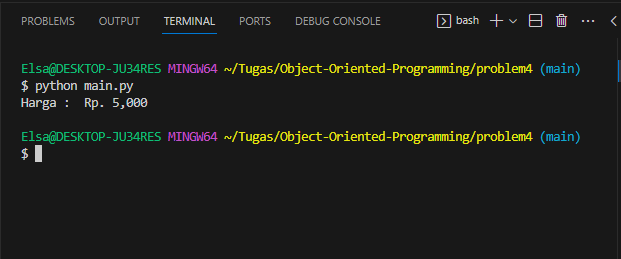 PROBLEMS OUTPUT TERMINAL PORTS DEBUG CONSOLE bash
Elsa@DESKTOP-JU34RES MINGW64 ~/Tugas/Object-Oriented-Programming/problem4 (main)
$ python main.py
Harga :  Rp. 5,000
Elsa@DESKTOP-JU34RES MINGW64 ~/Tugas/Object-Oriented-Programming/problem4 (main)
$